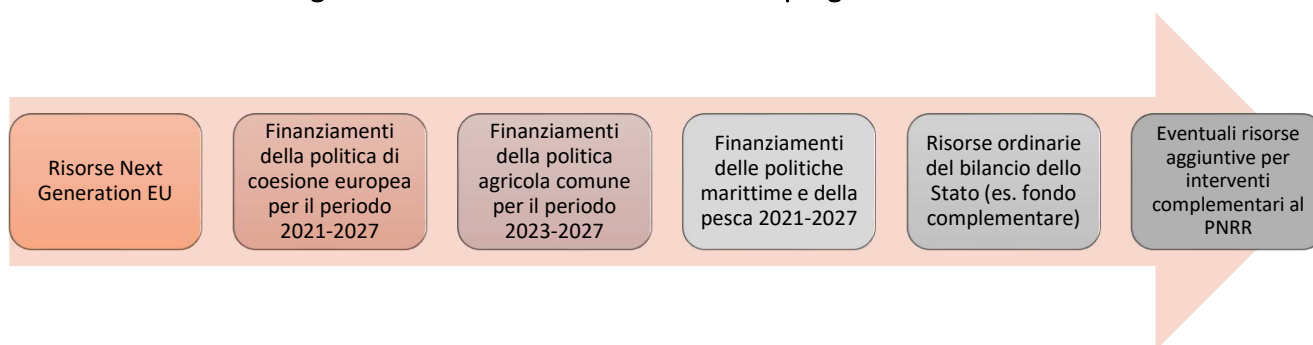 Risorse Next
Generation EU
Finanziamenti
della politica di
coesione europea
per il periodo
2021-2027
Finanziamenti
della politica
agricola comune
per il periodo
2023-2027
Finanziamenti
delle politiche
marittime e della
pesca 2021-2027
Risorse ordinarie
del bilancio dello
Stato (es. fondo
complementare)
Eventuali risorse
aggiuntive per
interventi
complementari al
PNRR